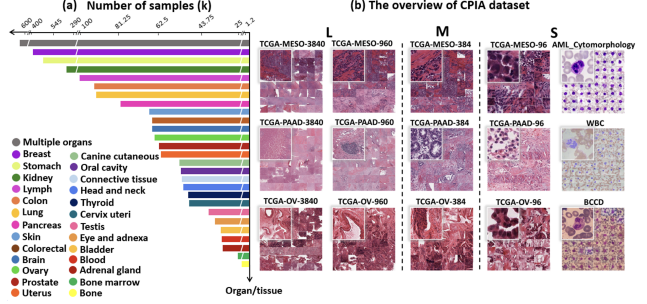 (a) Number of samples (k)
600 400 545 290 100 81.25 62.5 43.75 25 1.2
Multiple organs
Breast
Stomach
Kidney
Lymph
Colon
Lung
Pancreas
Skin
Colorectal
Brain
Ovary
Prostate
Uterus
Canine cutaneous
Oral cavity
Connective tissue
Head and neck
Thyroid
Cervix uteri
Testis
Eye and adnexa
Bladder
Blood
Adrenal gland
Bone marrow
Bone
Organ/tissue
(b) The overview of CPIA dataset
L M S
TCGA-MESO-3840 TCGA-MESO-960 TCGA-MESO-384 TCGA-MESO-96 AML_Cytomorphology
TCGA-PAAD-3840 TCGA-PAAD-960 TCGA-PAAD-384 TCGA-PAAD-96 WBC
TCGA-OV-3840 TCGA-OV-960 TCGA-OV-384 TCGA-OV-96 BCCD